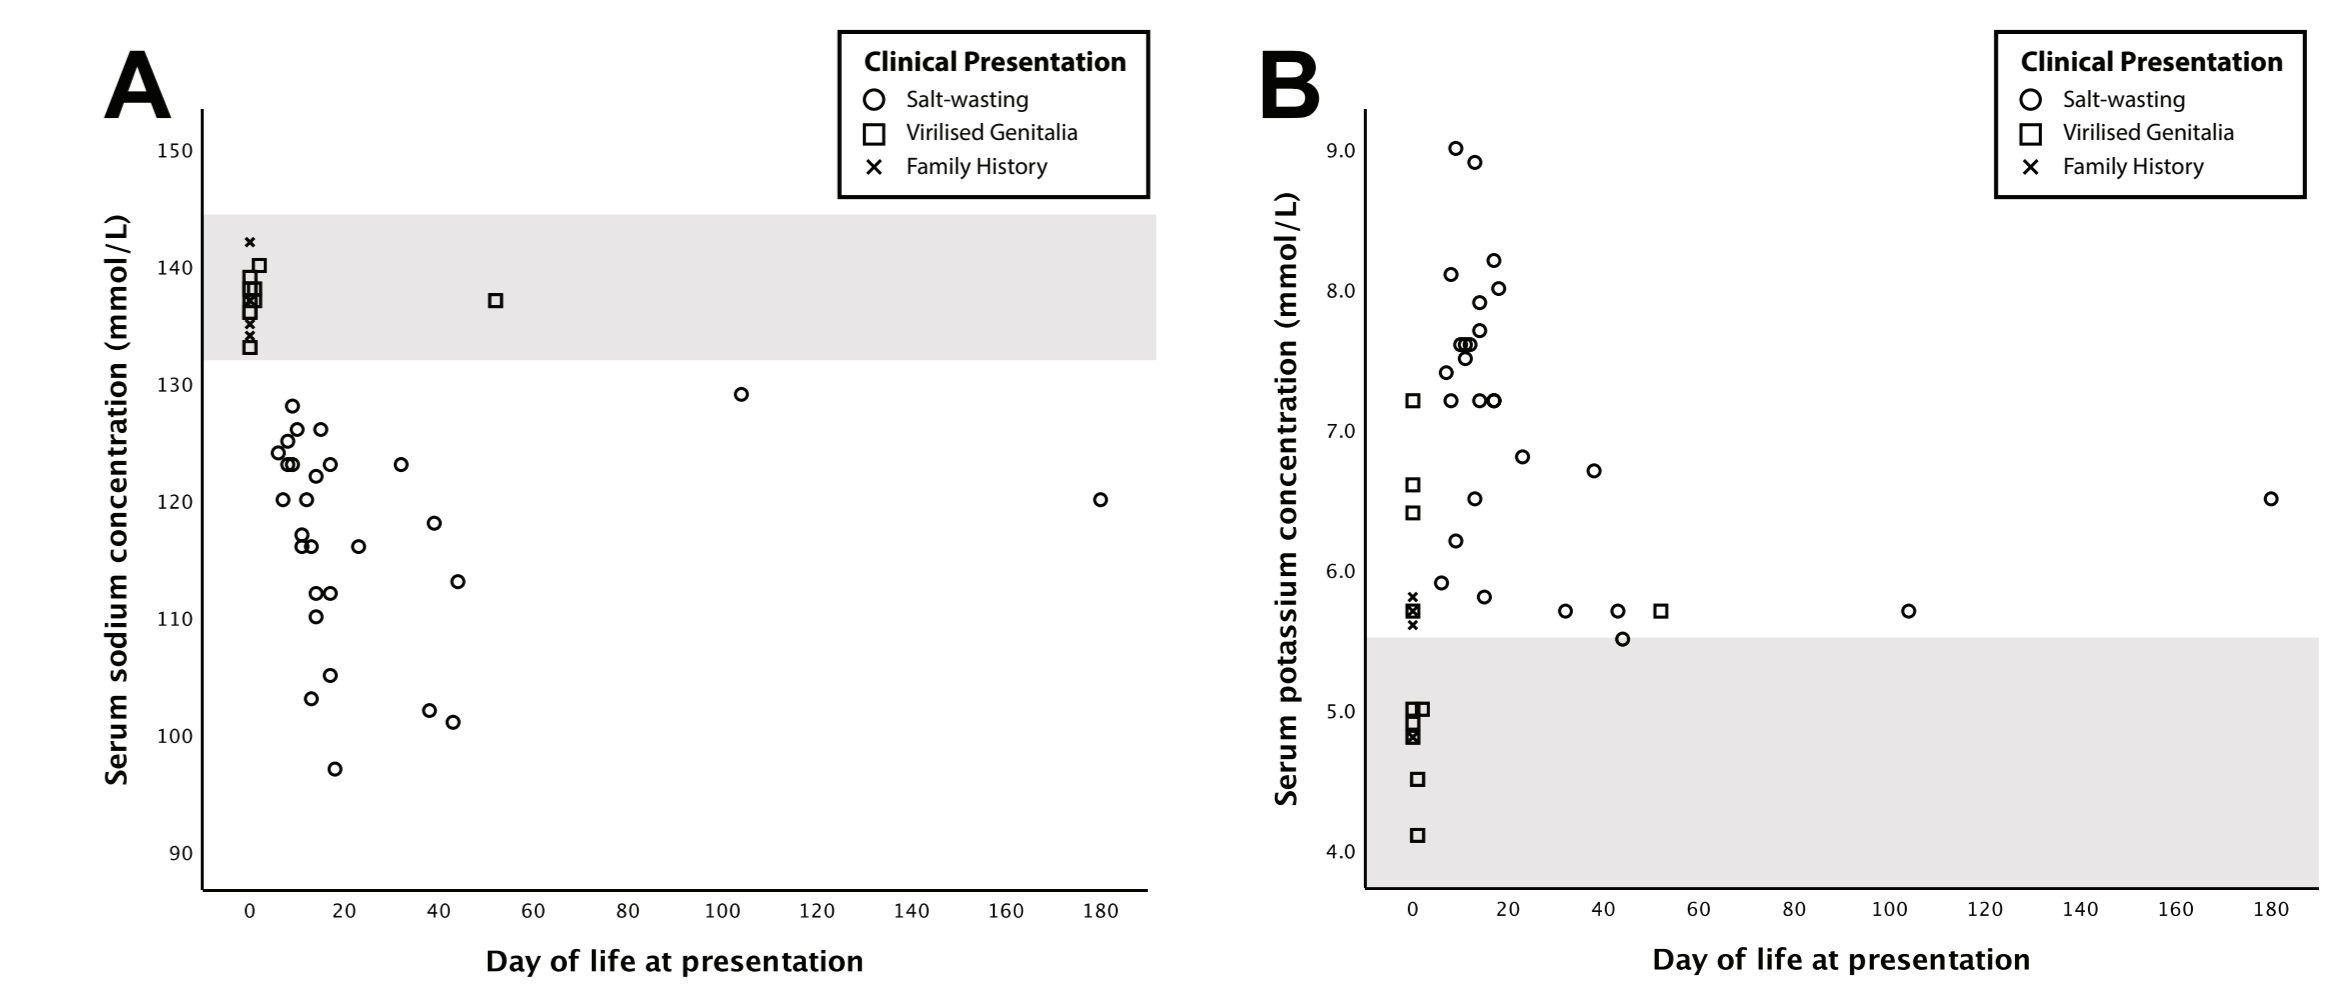 A
Clinical Presentation
Salt-wasting
Virilised Genitalia
Family History
150
140
130
120
110
100
90
Serum sodium concentration (mmol/L)
0 20 40 60 80 100 120 140 160 180
Day of life at presentation
B
Clinical Presentation
Salt-wasting
Virilised Genitalia
Family History
9.0
8.0
7.0
6.0
5.0
4.0
Serum potassium concentration (mmol/L)
0 20 40 60 80 100 120 140 160 180
Day of life at presentation